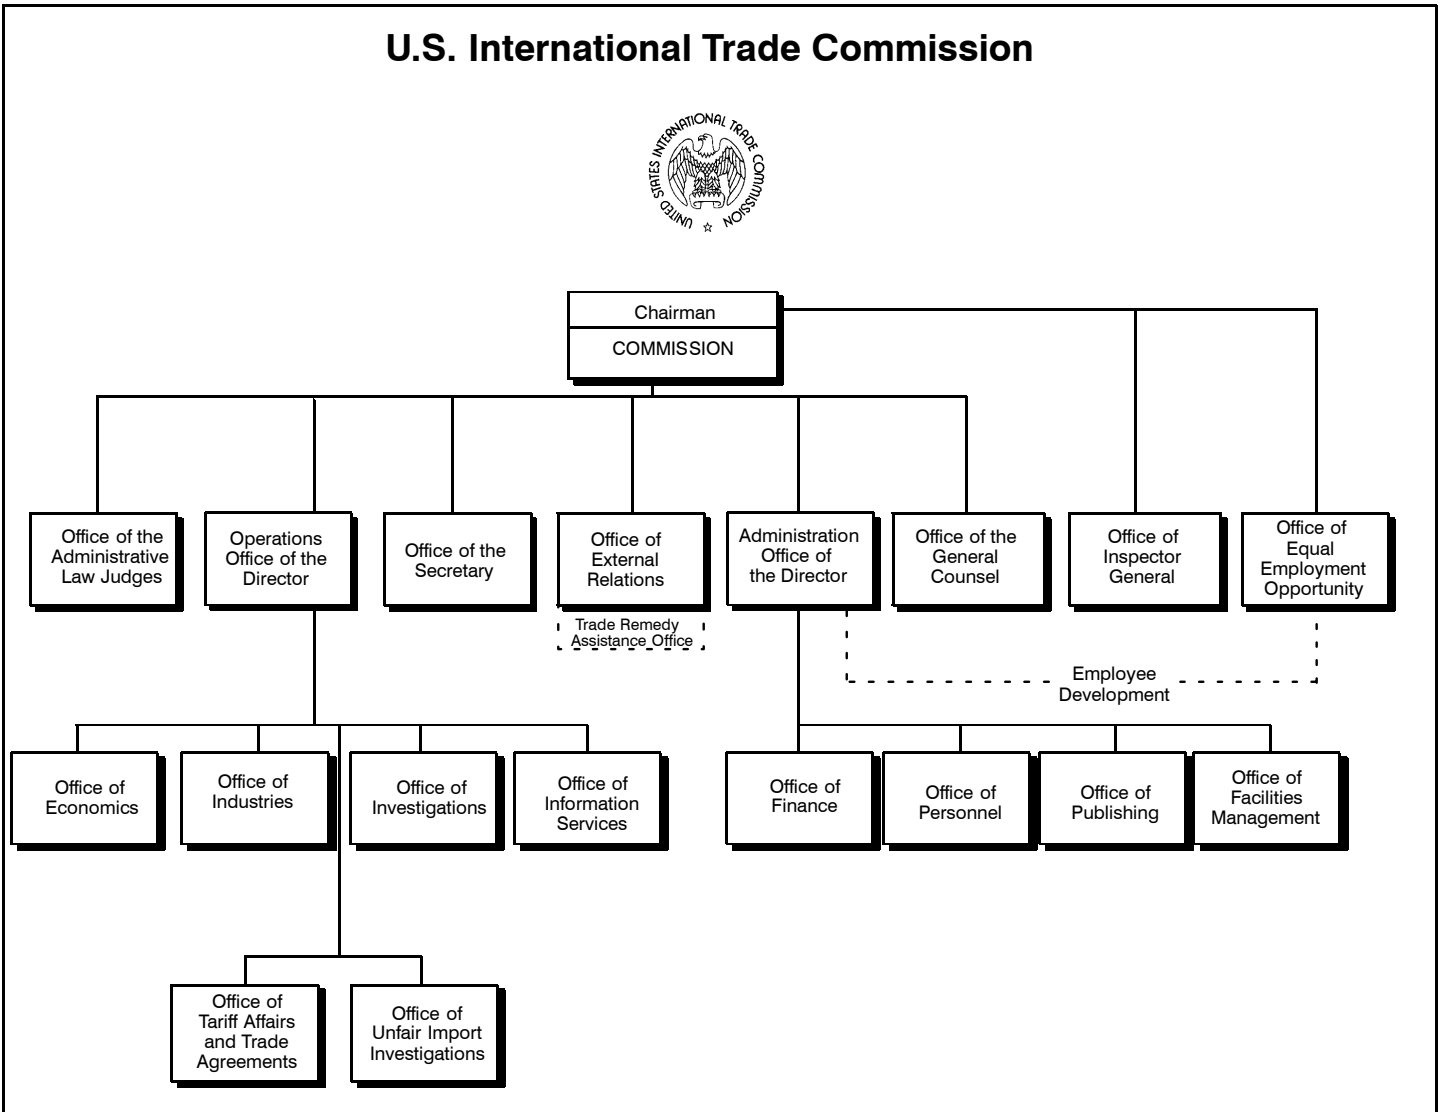 U.S. International Trade Commission
UNITED STATES INTERNATIONAL TRADE COMMISSION
Chairman
COMMISSION
Office of the
Administrative
Law Judges
Operations
Office of the
Director
Office of the
Secretary
Office of
External
Relations
Trade Remedy
Assistance Office
Administration
Office of
the Director
Office of the
General
Counsel
Office of
Inspector
General
Office of
Equal
Employment
Opportunity
Employee
Development
Office of
Economics
Office of
Industries
Office of
Investigations
Office of
Information
Services
Office of
Finance
Office of
Personnel
Office of
Publishing
Office of
Facilities
Management
Office of
Tariff Affairs
and Trade
Agreements
Office of
Unfair Import
Investigations